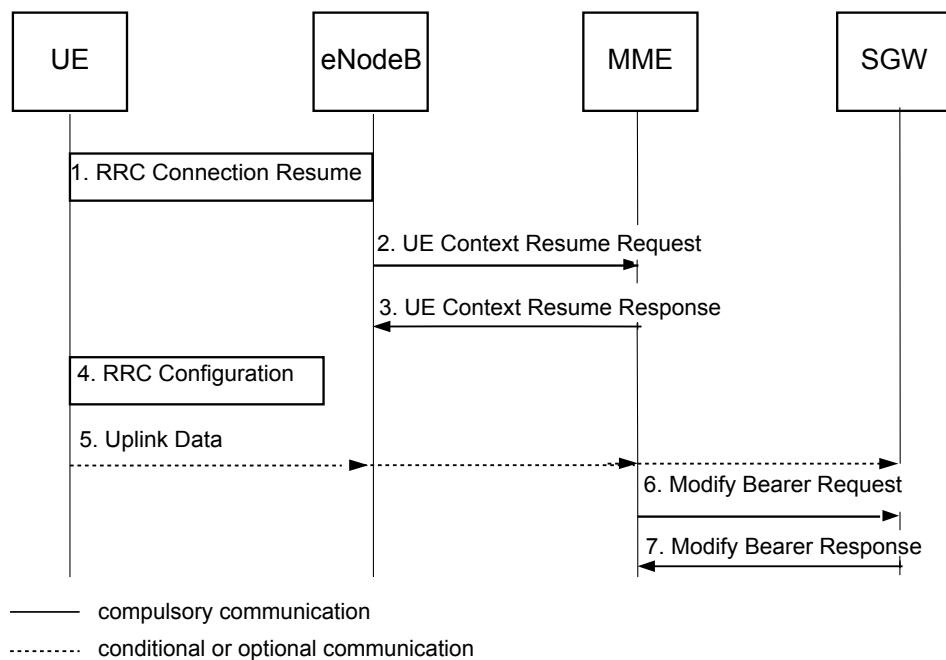 UE
eNodeB
MME
SGW
1. RRC Connection Resume
2. UE Context Resume Request
3. UE Context Resume Response
4. RRC Configuration
5. Uplink Data
6. Modify Bearer Request
7. Modify Bearer Response
compulsory communication
conditional or optional communication